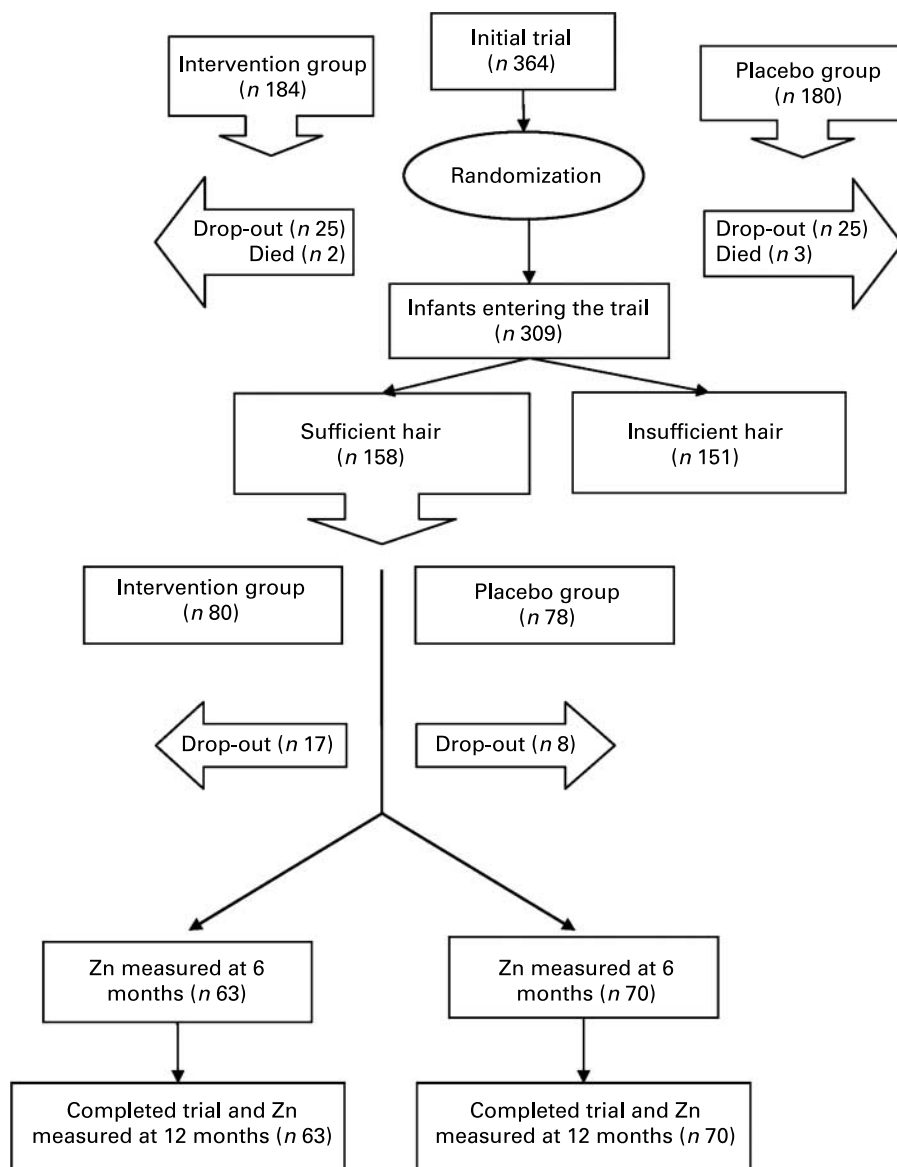 Initial trial
(n 364)
Intervention group
(n 184)
Placebo group
(n 180)
Randomization
Drop-out (n 25)
Died (n 2)
Drop-out (n 25)
Died (n 3)
Infants entering the trail
(n 309)
Sufficient hair
(n 158)
Insufficient hair
(n 151)
Intervention group
(n 80)
Placebo group
(n 78)
Drop-out (n 17)
Drop-out (n 8)
Zn measured at 6
months (n 63)
Zn measured at 6
months (n 70)
Completed trial and Zn
measured at 12 months (n 63)
Completed trial and Zn
measured at 12 months (n 70)